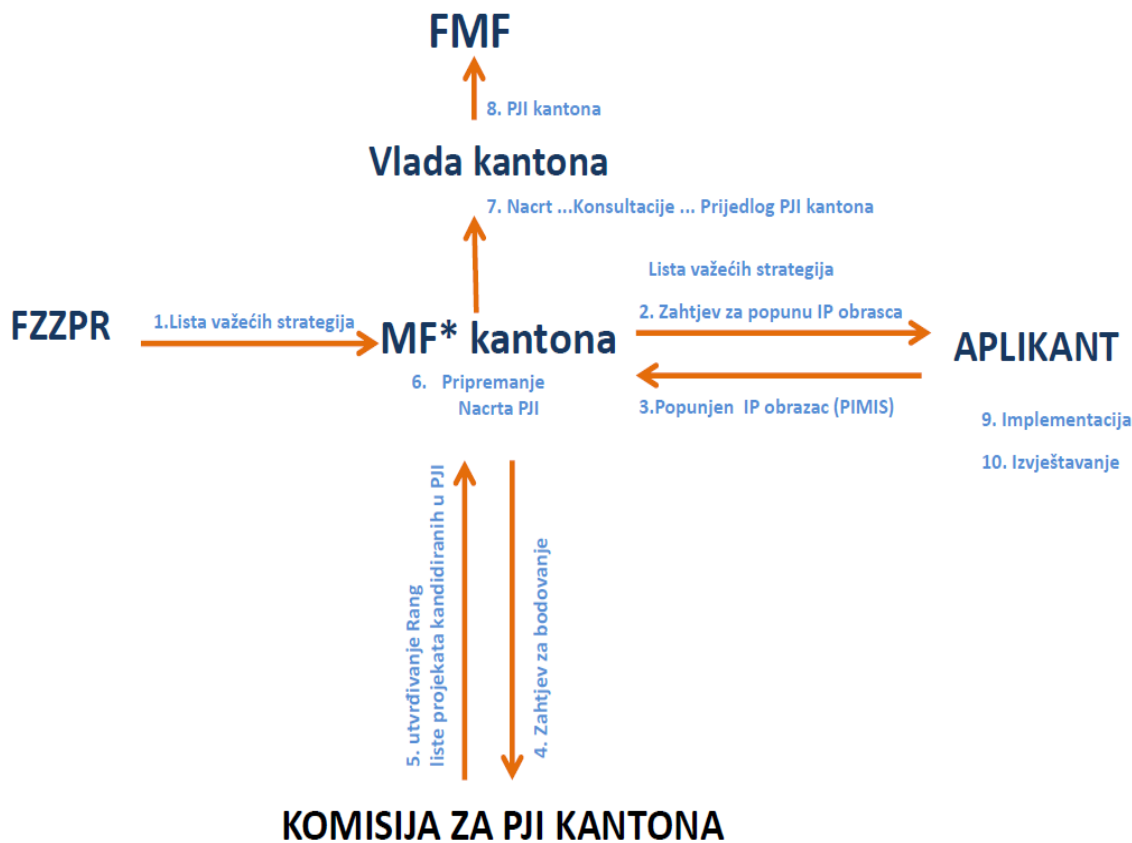 FMF
8. PJI kantona
Vlada kantona
7. Nacrt ...Konsultacije ... Prijedlog PJI kantona
Lista važećih strategija
FZZPR
1.Lista važećih strategija
MF* kantona
2. Zahtjev za popunu IP obrasca
APLIKANT
6. Pripremanje
Nacrta PJI
3.Popunjen IP obrazac (PIMIS)
9. Implementacija
10. Izvještavanje
5. utvrđivanje Rang
liste projekata kandidiranih u PJI
4. Zahtjev za bodovanje
KOMISIJA ZA PJI KANTONA